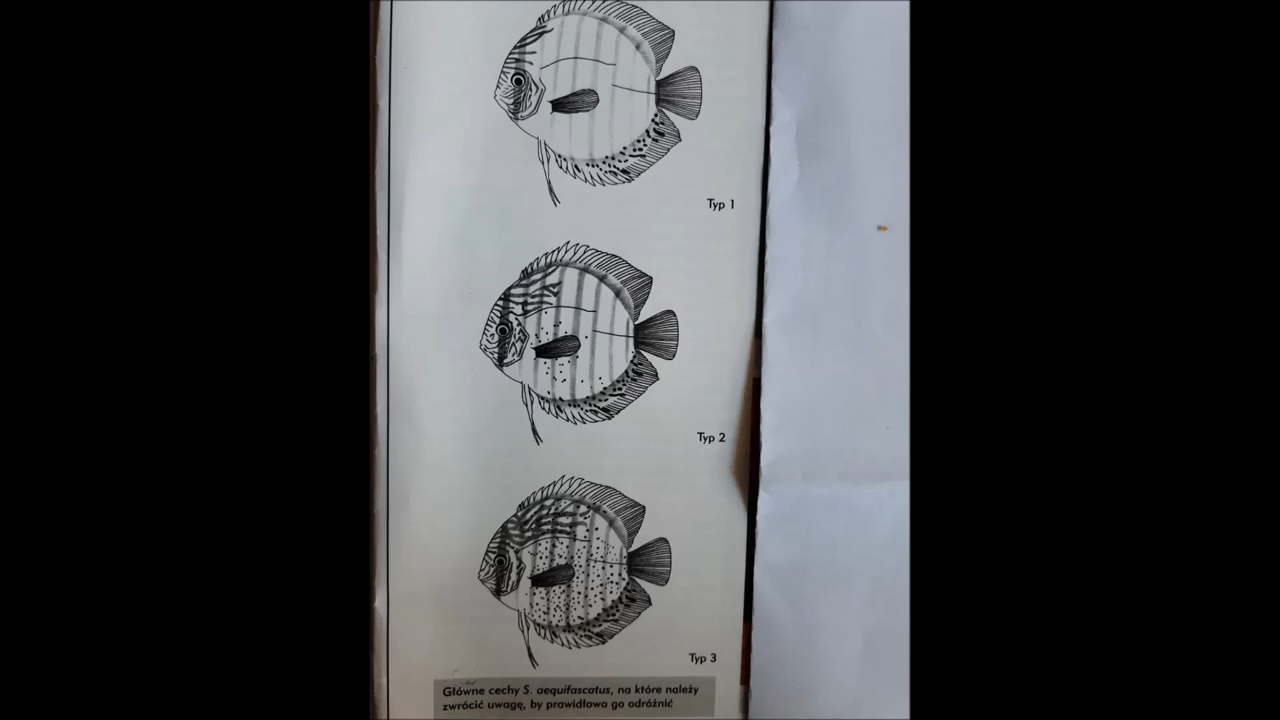 Typ 1
Typ 2
Typ 3
Główne cechy S. aequifascatus, na które należy
zwrócić uwagę, by prawidłowo go odróżnić